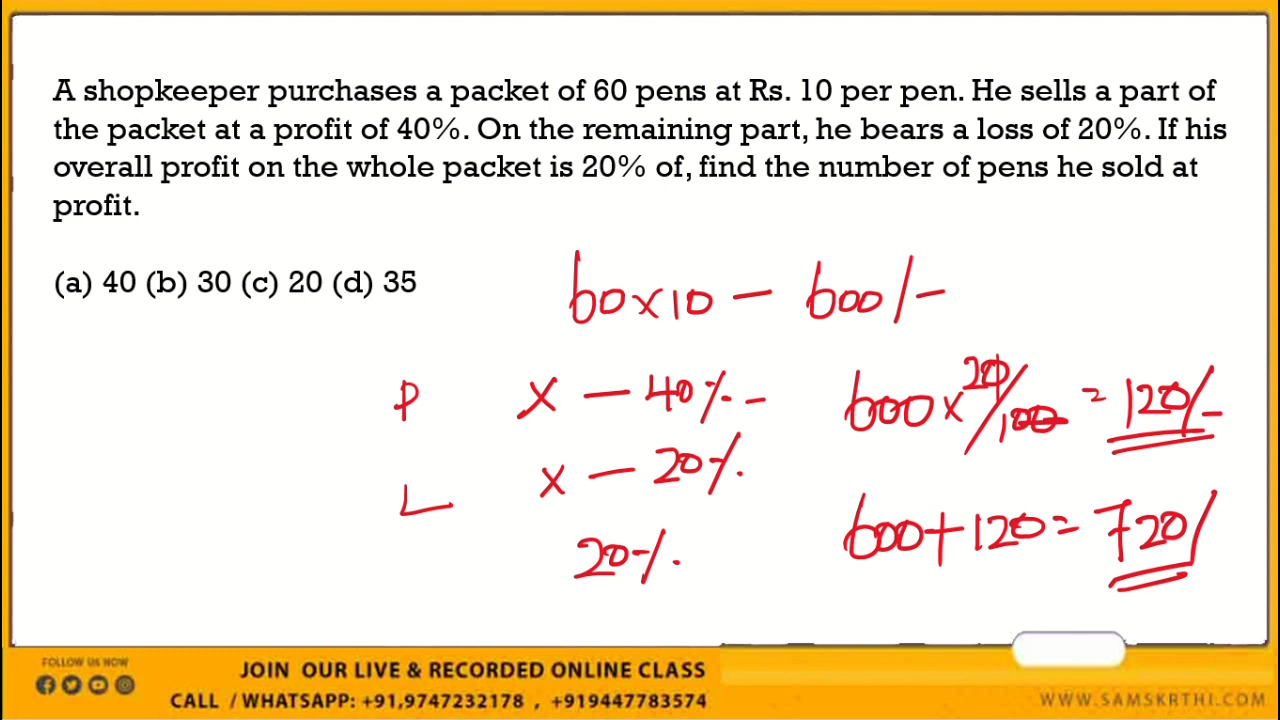 A shopkeeper purchases a packet of 60 pens at Rs. 10 per pen. He sells a part of
the packet at a profit of 40%. On the remaining part, he bears a loss of 20%. If his
overall profit on the whole packet is 20% of, find the number of pens he sold at
profit.
(a) 40 (b) 30 (c) 20 (d) 35
60 x 10 – 600/-
P x – 40% – 600 x 20/100 = 120/-
L x – 20%
20% 600 + 120 = 720/
FOLLOW US NOW
JOIN OUR LIVE & RECORDED ONLINE CLASS
CALL / WHATSAPP: +91,9747232178 , +919447783574
WWW.SAMSKRTHI.COM